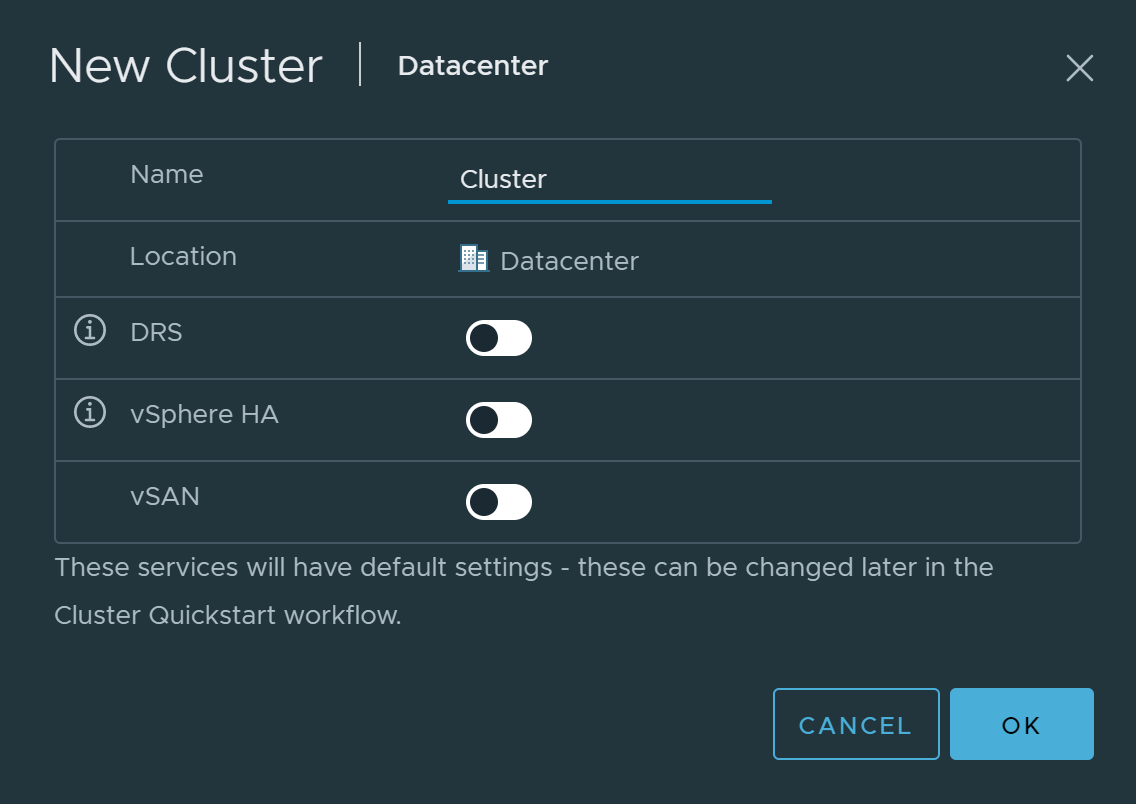 New Cluster | Datacenter
Name Cluster
Location Datacenter
DRS
vSphere HA
vSAN
These services will have default settings - these can be changed later in the
Cluster Quickstart workflow.
CANCEL OK